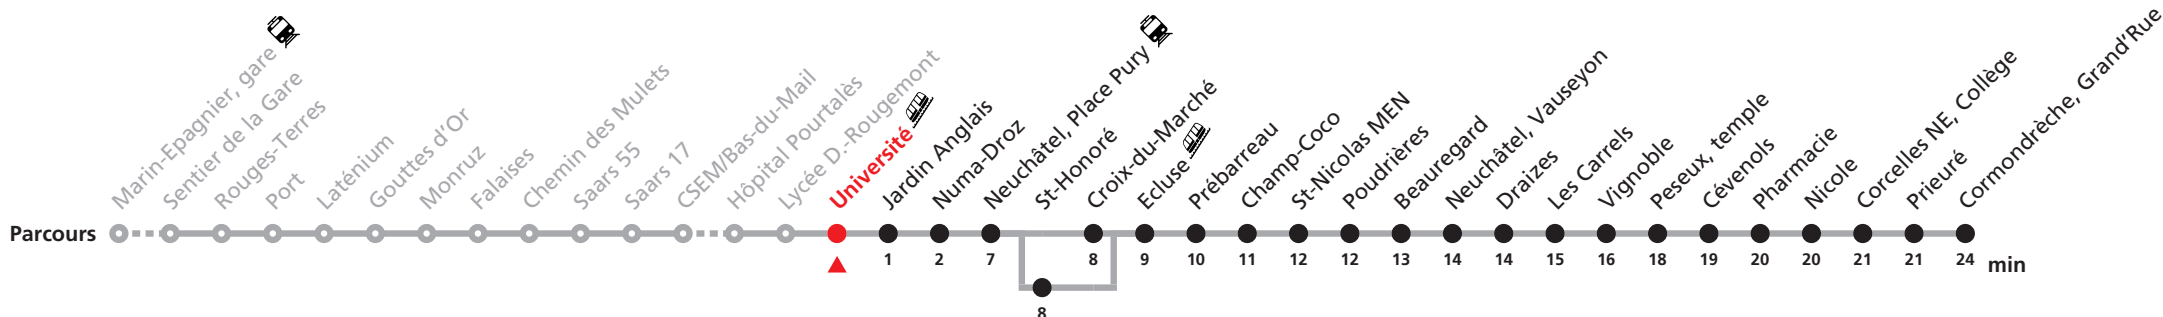 Marin-Epagnier, gare
Sentier de la Gare
Rouges-Terres
Port
Laténium
Gouttes d'Or
Monruz
Falaises
Chemin des Mulets
Saars 55
Saars 17
CSEM/Bas-du-Mail
Hôpital Pourtalès
Lycée D.-Rougemont
Université
Jardin Anglais
Numa-Droz
Neuchâtel, Place Pury
St-Honoré
Croix-du-Marché
Ecluse
Prébarreau
Champ-Coco
St-Nicolas MEN
Poudrières
Beauregard
Neuchâtel, Vauseyon
Draizes
Les Carrels
Vignoble
Peseux, temple
Cévenols
Pharmacie
Nicole
Corcelles NE, Collège
Prieuré
Cormondrèche, Grand'Rue
Parcours
1 2 7 8 9 10 11 12 12 13 14 14 15 16 18 19 20 20 21 21 24 min
8